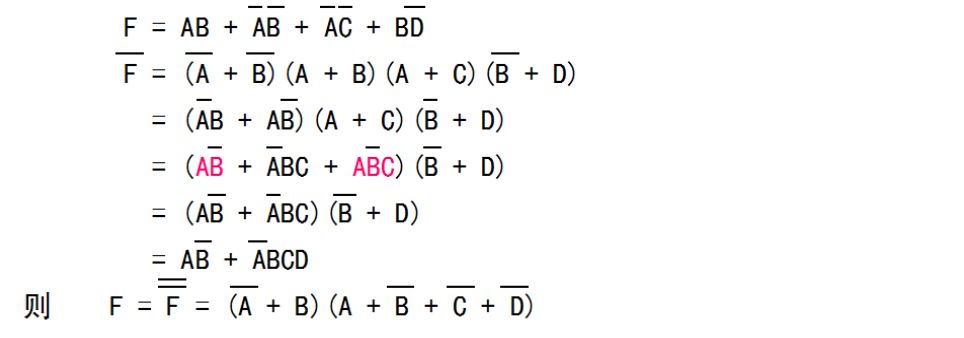 F = AB + A̅B̅ + A̅C̅ + BD̅
F̅ = (A̅ + B̅)(A + B)(A + C)(B̅ + D)
= (A̅B + AB̅)(A + C)(B̅ + D)
= (AB̅ + A̅BC + AB̅C)(B̅ + D)
= (AB̅ + A̅BC)(B̅ + D)
= AB̅ + A̅BCD
则 F = F̿ = (A̅ + B)(A + B̅ + C̅ + D̅)